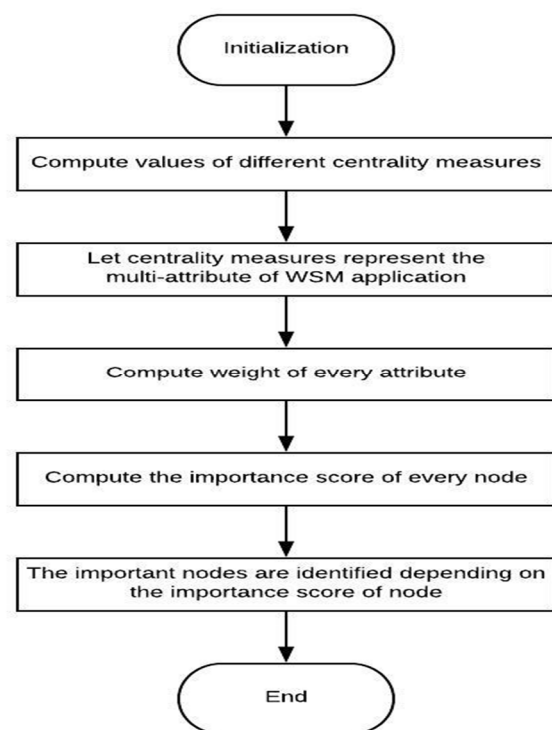 Initialization
Compute values of different centrality measures
Let centrality measures represent the
multi-attribute of WSM application
Compute weight of every attribute
Compute the importance score of every node
The important nodes are identified depending on
the importance score of node
End